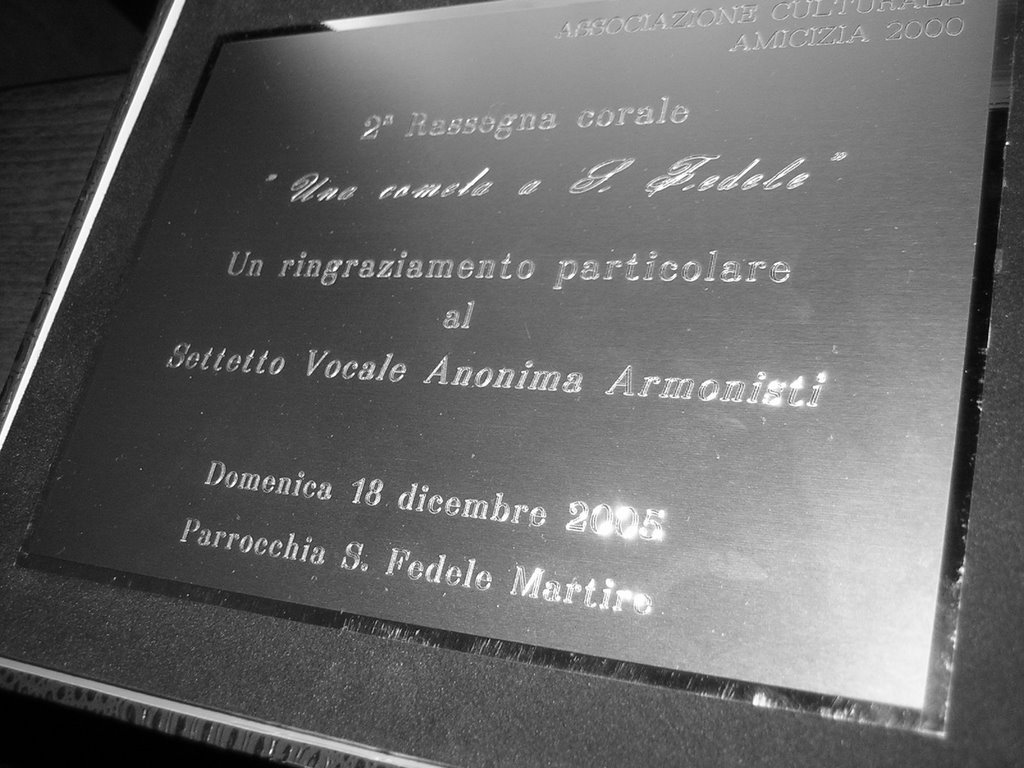 ASSOCIAZIONE CULTURALE
AMICIZIA 2000
2ª Rassegna corale
" Una cometa a S. Fedele "
Un ringraziamento particolare
al
Settetto Vocale Anonima Armonisti
Domenica 18 dicembre 2005
Parrocchia S. Fedele Martire